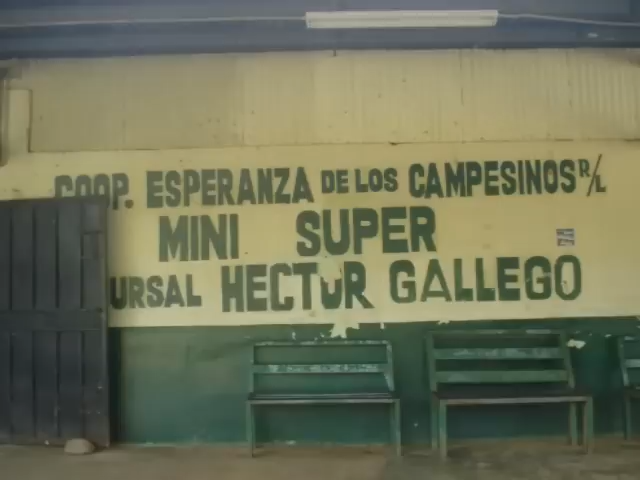 COOP. ESPERANZA DE LOS CAMPESINOS R/L
MINI SUPER
URSAL HECTOR GALLEGO